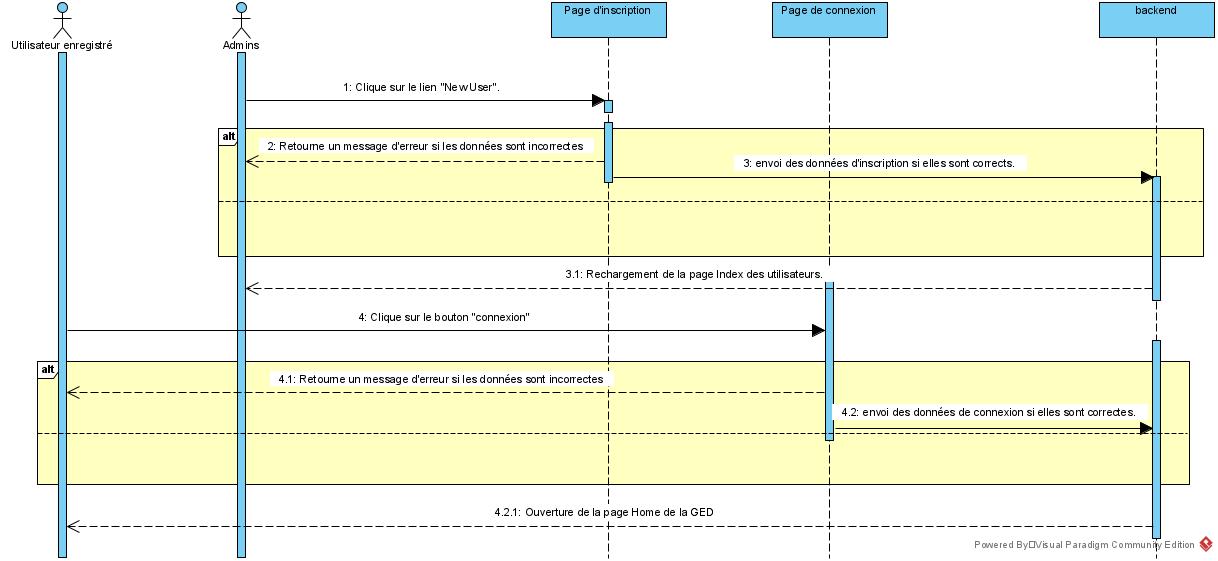 Page d'inscription
Page de connexion
backend
Utilisateur enregistré
Admins
1: Clique sur le lien "New User".
alt
2: Retourne un message d'erreur si les données sont incorrectes
3: envoi des données d'inscription si elles sont corrects.
3.1: Rechargement de la page Index des utilisateurs.
4: Clique sur le bouton "connexion"
alt
4.1: Retourne un message d'erreur si les données sont incorrectes
4.2: envoi des données de connexion si elles sont correctes.
4.2.1: Ouverture de la page Home de la GED
Powered By Visual Paradigm Community Edition